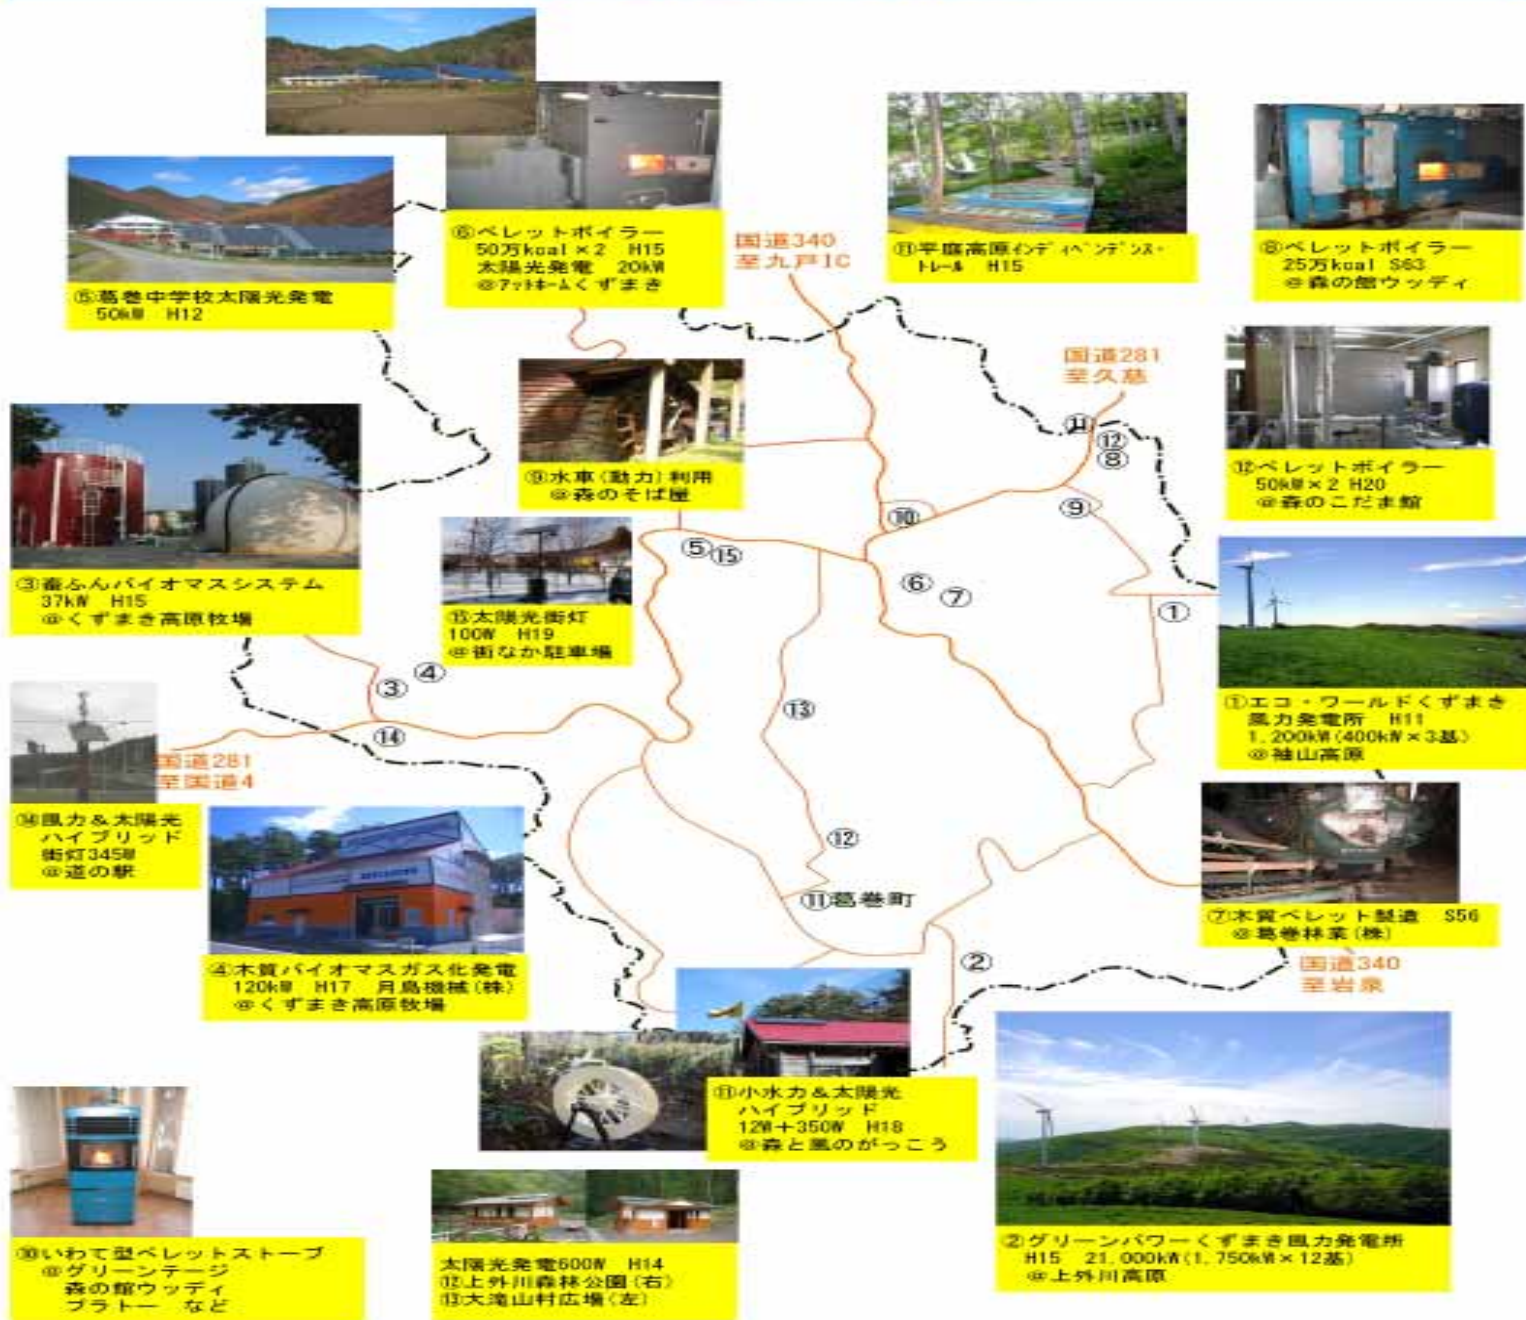 ⑤葛巻中学校太陽光発電
50kW H12
⑥ペレットボイラー
50万kcal×2 H15
太陽光発電 20kW
@アットホームくずまき
国道340
至九戸IC
⑪平庭高原インディペンデンス・
トレール H15
⑧ペレットボイラー
25万kcal S63
@森の館ウッディ
国道281
至久慈
⑪
⑫
⑧
⑨水車(動力)利用
@森のそば屋
⑫ペレットボイラー
50kW×2 H20
@森のこだま館
③畜ふんバイオマスシステム
37kW H15
@くずまき高原牧場
⑮太陽光街灯
100W H19
@街なか駐車場
⑤⑮
⑩
⑨
⑥
⑦
①
①エコ・ワールドくずまき
風力発電所 H11
1,200kW(400kW×3基)
@袖山高原
③
④
⑭
⑬
国道281
至国道4
⑭風力&太陽光
ハイブリッド
街灯345W
@道の駅
④木質バイオマスガス化発電
120kW H17 月島機械(株)
@くずまき高原牧場
⑫
⑪葛巻町
②
⑦木質ペレット製造 S56
@葛巻林業(株)
国道340
至岩泉
⑪小水力&太陽光
ハイブリッド
12W+350W H18
@森と風のがっこう
⑩いわて型ペレットストーブ
@グリーンテージ
森の館ウッディ
プラトー など
太陽光発電600W H14
⑫上外川森林公園(右)
⑬大滝山村広場(左)
②グリーンパワーくずまき風力発電所
H15 21,000kW(1,750kW×12基)
@上外川高原